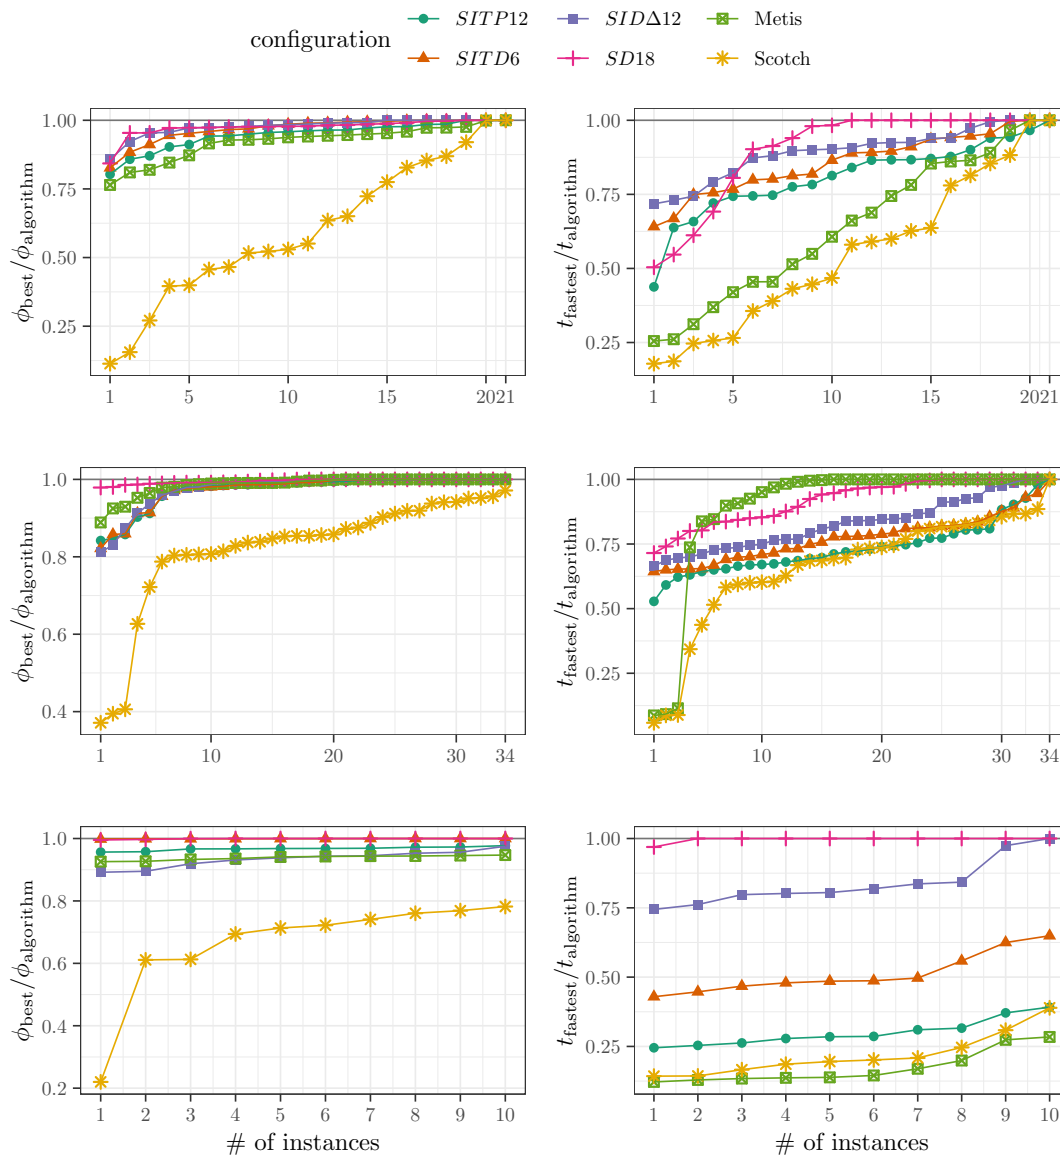 configuration
SITP12 SIDΔ12 Metis
SITD6 SD18 Scotch
ϕbest/ϕalgorithm
1.00
0.75
0.50
0.25
1 5 10 15 2021
tfastest/talgorithm
1.00
0.75
0.50
0.25
1 5 10 15 2021
ϕbest/ϕalgorithm
1.0
0.8
0.6
0.4
1 10 20 30 34
tfastest/talgorithm
1.00
0.75
0.50
0.25
1 10 20 30 34
ϕbest/ϕalgorithm
1.0
0.8
0.6
0.4
0.2
1 2 3 4 5 6 7 8 9 10
# of instances
tfastest/talgorithm
1.00
0.75
0.50
0.25
1 2 3 4 5 6 7 8 9 10
# of instances